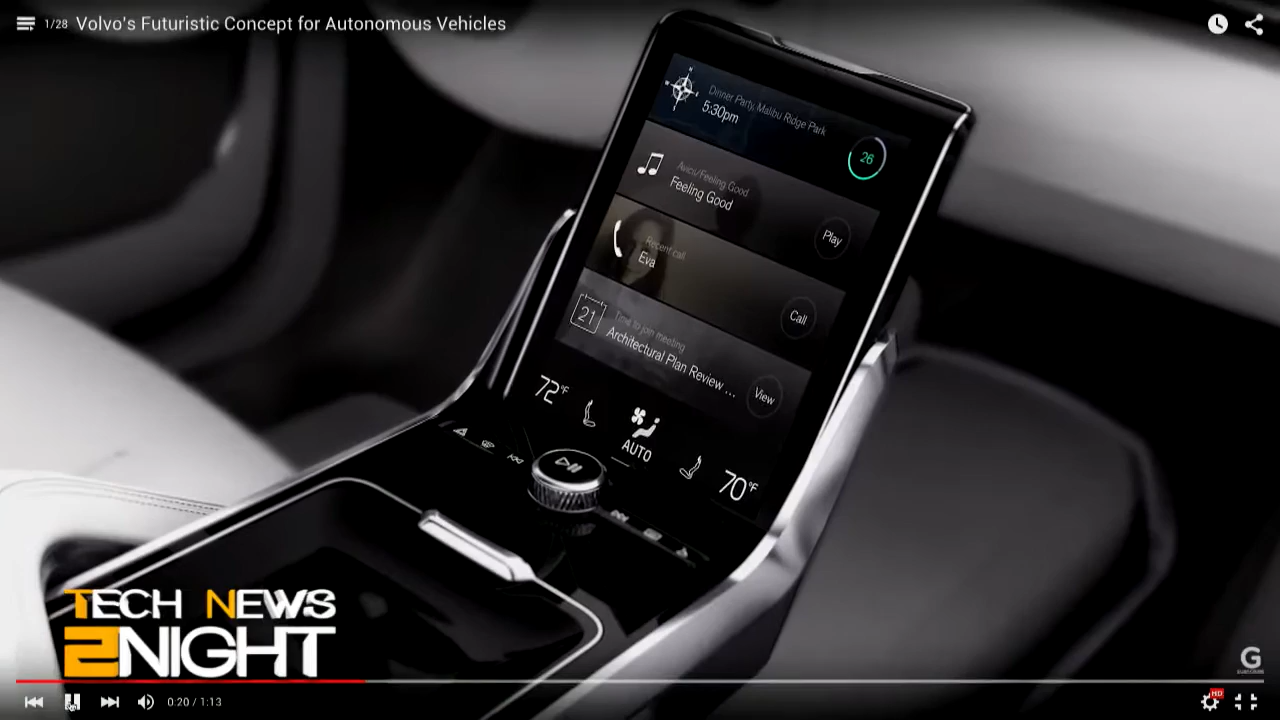 1/28 Volvo's Futuristic Concept for Autonomous Vehicles
N
W
Dinner Party, Malibu Ridge Park
5:30pm
26
Avicii/Feeling Good
Feeling Good
Play
Recent call
Eva
Call
21
Time to join meeting
Architectural Plan Review ...
View
72°F
AUTO
70°F
TECH NEWS
2NIGHT
G
0:20 / 1:13
HD